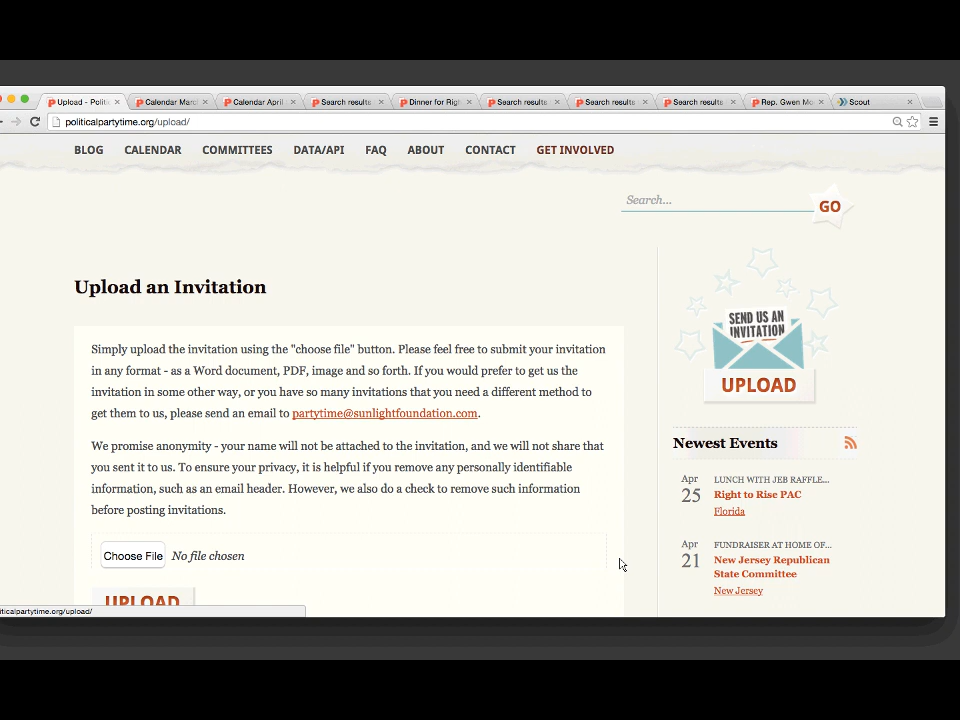 Upload - Politi
Calendar Marc
Calendar April
Search results
Dinner for Righ
Search results
Search results
Search results
Rep. Gwen Mo
Scout
politicalpartytime.org/upload/
BLOG CALENDAR COMMITTEES DATA/API FAQ ABOUT CONTACT GET INVOLVED
Search...
GO
Upload an Invitation
Simply upload the invitation using the "choose file" button. Please feel free to submit your invitation
in any format - as a Word document, PDF, image and so forth. If you would prefer to get us the
invitation in some other way, or you have so many invitations that you need a different method to
get them to us, please send an email to partytime@sunlightfoundation.com.
We promise anonymity - your name will not be attached to the invitation, and we will not share that
you sent it to us. To ensure your privacy, it is helpful if you remove any personally identifiable
information, such as an email header. However, we also do a check to remove such information
before posting invitations.
Choose File No file chosen
UPLOAD
iticalpartytime.org/upload/
SEND US AN
INVITATION
UPLOAD
Newest Events
Apr
25
LUNCH WITH JEB RAFFLE...
Right to Rise PAC
Florida
Apr
21
FUNDRAISER AT HOME OF...
New Jersey Republican
State Committee
New Jersey